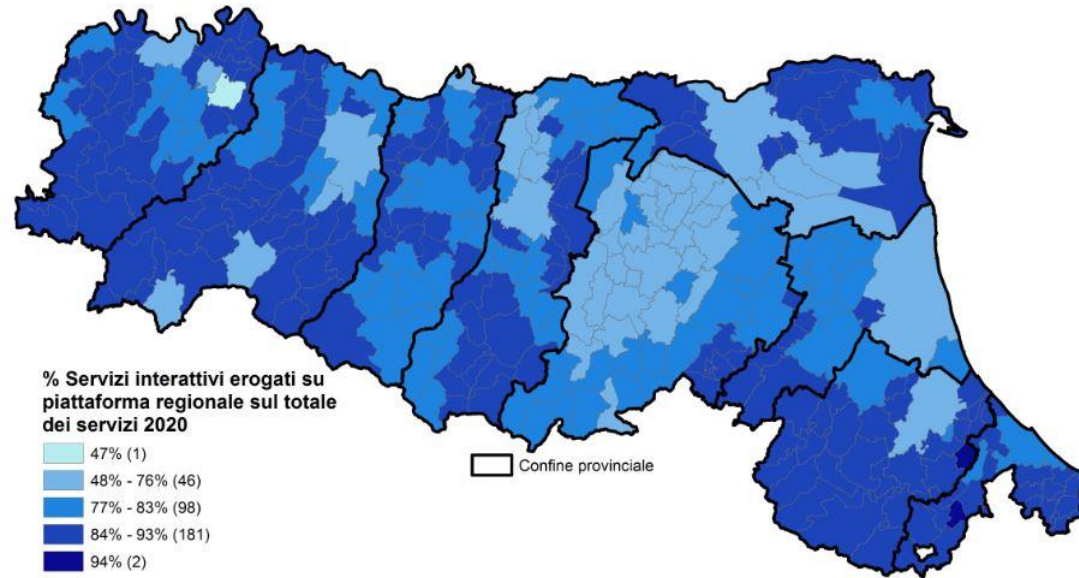 % Servizi interattivi erogati su
piattaforma regionale sul totale
dei servizi 2020
47% (1)
48% - 76% (46)
77% - 83% (98)
84% - 93% (181)
94% (2)
Confine provinciale